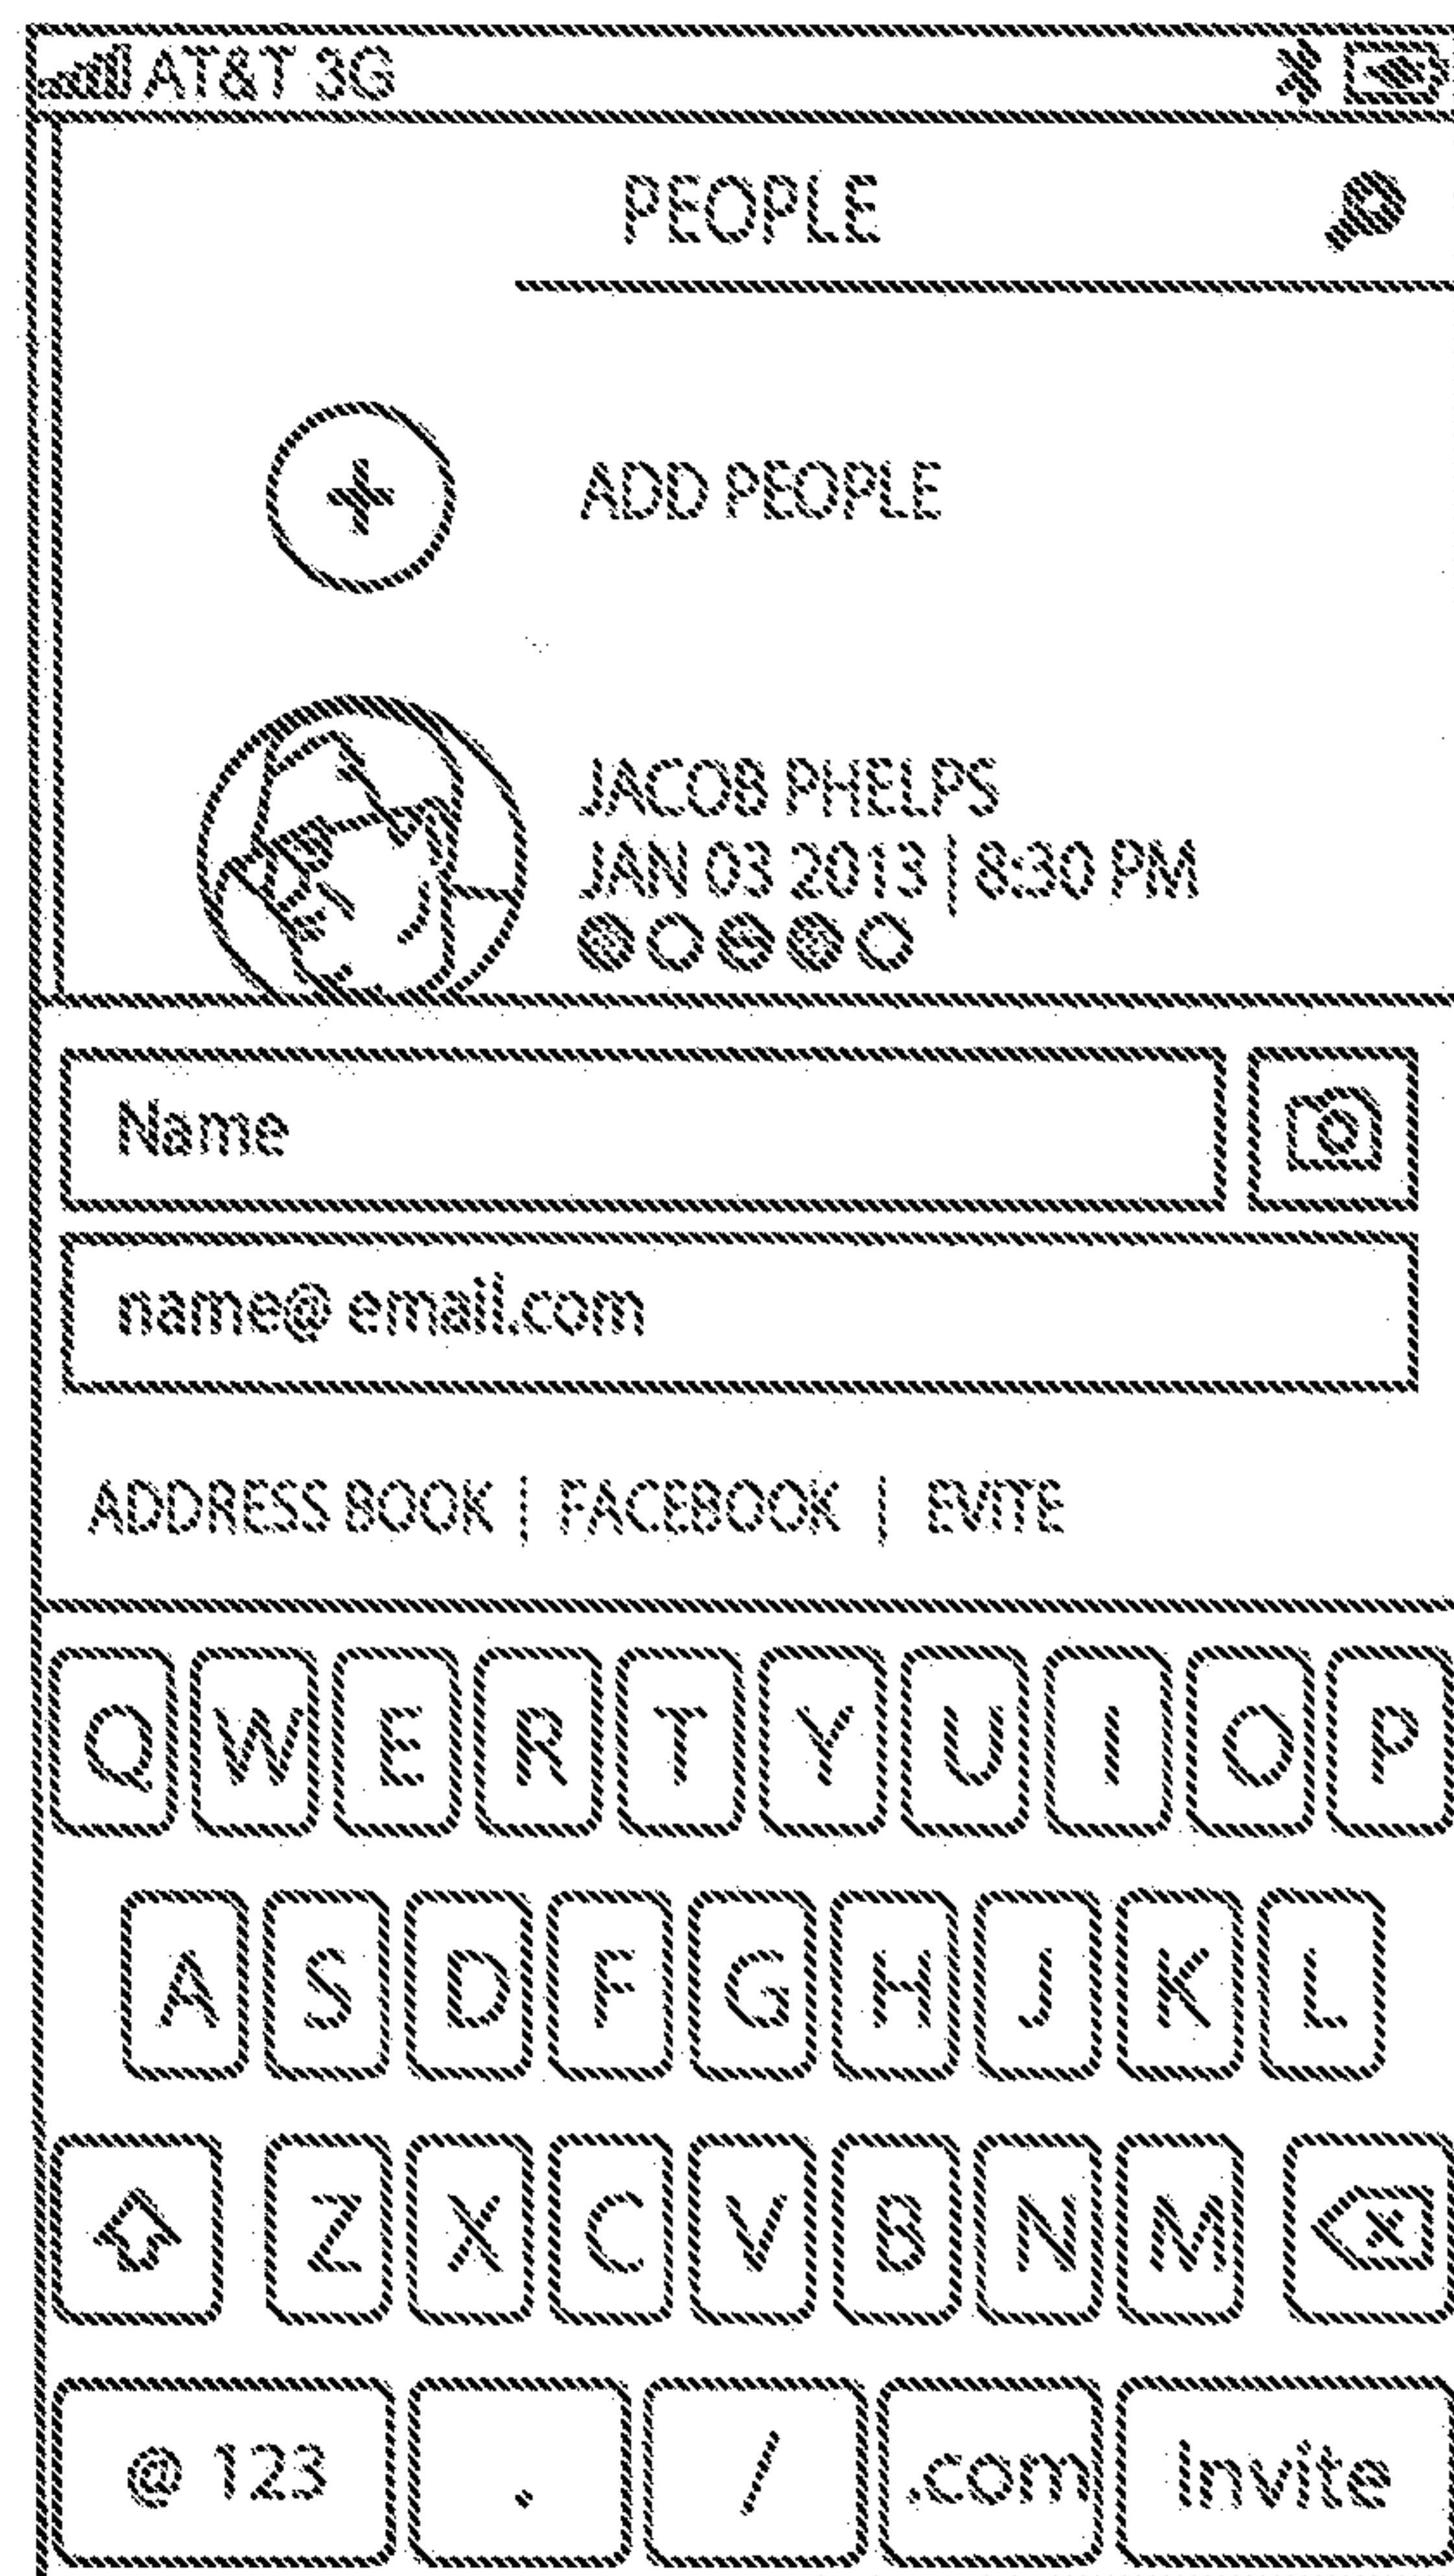 AT&T 3G
PEOPLE
ADD PEOPLE
JACOB PHELPS
JAN 03 2013 | 8:30 PM
Name
name@ email.com
ADDRESS BOOK | FACEBOOK | EVITE
Q W E R T Y U I O P
A S D F G H J K L
Z X C V B N M
@ 123 . / .com Invite